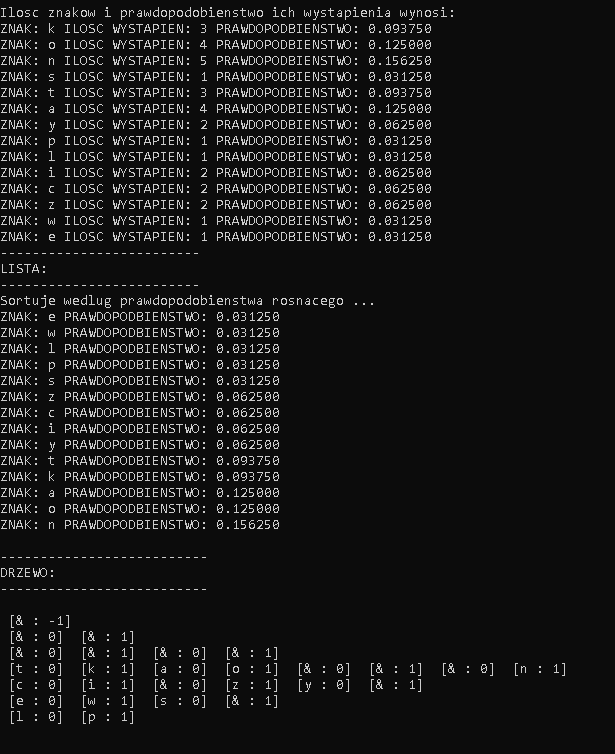 Ilosc znakow i prawdopodobienstwo ich wystapienia wynosi:
ZNAK: k ILOSC WYSTAPIEN: 3 PRAWDOPODBIENSTWO: 0.093750
ZNAK: o ILOSC WYSTAPIEN: 4 PRAWDOPODBIENSTWO: 0.125000
ZNAK: n ILOSC WYSTAPIEN: 5 PRAWDOPODBIENSTWO: 0.156250
ZNAK: s ILOSC WYSTAPIEN: 1 PRAWDOPODBIENSTWO: 0.031250
ZNAK: t ILOSC WYSTAPIEN: 3 PRAWDOPODBIENSTWO: 0.093750
ZNAK: a ILOSC WYSTAPIEN: 4 PRAWDOPODBIENSTWO: 0.125000
ZNAK: y ILOSC WYSTAPIEN: 2 PRAWDOPODBIENSTWO: 0.062500
ZNAK: p ILOSC WYSTAPIEN: 1 PRAWDOPODBIENSTWO: 0.031250
ZNAK: l ILOSC WYSTAPIEN: 1 PRAWDOPODBIENSTWO: 0.031250
ZNAK: i ILOSC WYSTAPIEN: 2 PRAWDOPODBIENSTWO: 0.062500
ZNAK: c ILOSC WYSTAPIEN: 2 PRAWDOPODBIENSTWO: 0.062500
ZNAK: z ILOSC WYSTAPIEN: 2 PRAWDOPODBIENSTWO: 0.062500
ZNAK: w ILOSC WYSTAPIEN: 1 PRAWDOPODBIENSTWO: 0.031250
ZNAK: e ILOSC WYSTAPIEN: 1 PRAWDOPODBIENSTWO: 0.031250
-------------------------
LISTA:
-------------------------
Sortuje wedlug prawdopodobienstwa rosnacego ...
ZNAK: e PRAWDOPODBIENSTWO: 0.031250
ZNAK: w PRAWDOPODBIENSTWO: 0.031250
ZNAK: l PRAWDOPODBIENSTWO: 0.031250
ZNAK: p PRAWDOPODBIENSTWO: 0.031250
ZNAK: s PRAWDOPODBIENSTWO: 0.031250
ZNAK: z PRAWDOPODBIENSTWO: 0.062500
ZNAK: c PRAWDOPODBIENSTWO: 0.062500
ZNAK: i PRAWDOPODBIENSTWO: 0.062500
ZNAK: y PRAWDOPODBIENSTWO: 0.062500
ZNAK: t PRAWDOPODBIENSTWO: 0.093750
ZNAK: k PRAWDOPODBIENSTWO: 0.093750
ZNAK: a PRAWDOPODBIENSTWO: 0.125000
ZNAK: o PRAWDOPODBIENSTWO: 0.125000
ZNAK: n PRAWDOPODBIENSTWO: 0.156250
--------------------------
DRZEWO:
--------------------------
[& : -1]
[& : 0] [& : 1]
[& : 0] [& : 1] [& : 0] [& : 1]
[t : 0] [k : 1] [a : 0] [o : 1] [& : 0] [& : 1] [& : 0] [n : 1]
[c : 0] [i : 1] [& : 0] [z : 1] [y : 0] [& : 1]
[e : 0] [w : 1] [s : 0] [& : 1]
[l : 0] [p : 1]